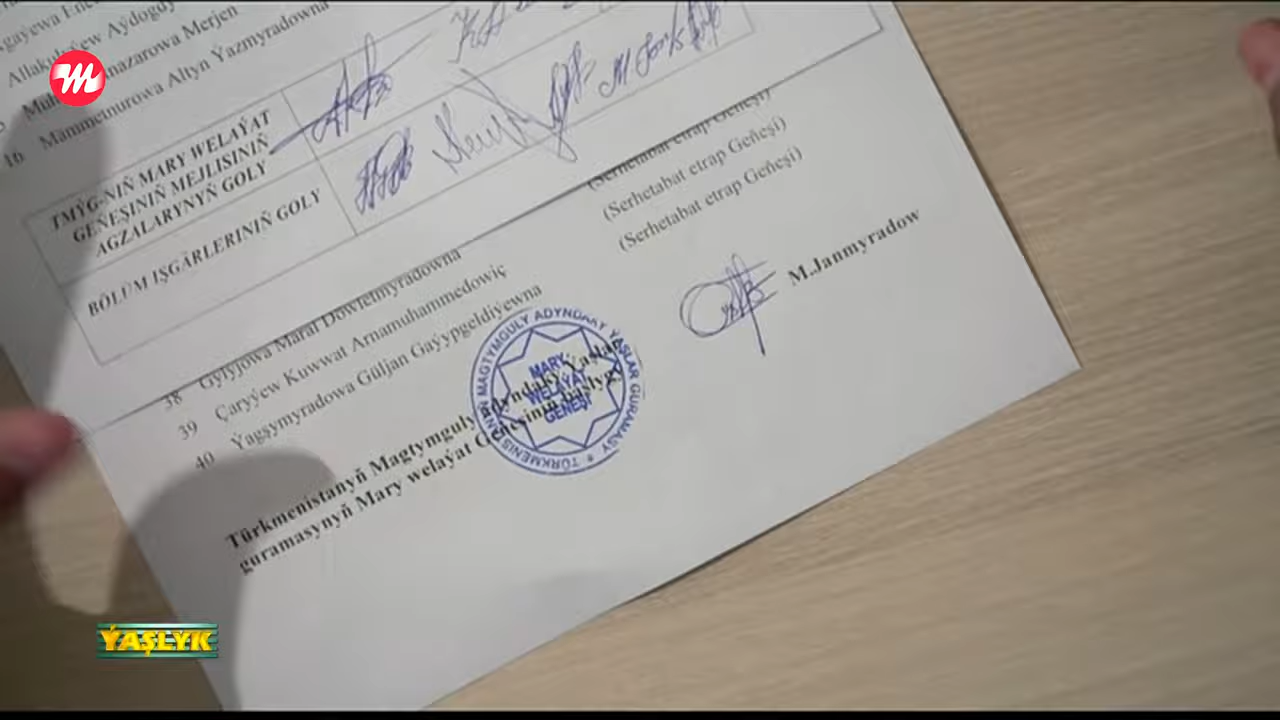 Allakulyýew Aýdogdy
Merjen
16 Mämmetnurowa Altyn Ýazmyradowna
TMÝG-NIŇ MARY WELAÝAT
GEŇEŞINIŇ MEJLISINIŇ
AGZALARYNYŇ GOLY
BÖLÜM IŞGÄRLERINIŇ GOLY
(Serhetabat etrap Geňeşi)
38 Gylyjowa Maral Döwletmyradowna
(Serhetabat etrap Geňeşi)
39 Çaryýew Kuwwat Arnamuhammedowiç
(Serhetabat etrap Geňeşi)
40 Ýagşymyradowa Güljan Gaýypgeldiýewna
Türkmenistanyň Magtymguly adyndaky Ýaşlar
guramasynyň Mary welaýat Geňeşiniň başlygy
M.Janmyradow
TÜRKMENISTANYŇ MAGTYMGULY ADYNDAKY ÝAŞLAR GURAMASY
MARY
WELAÝAT
GEŇEŞI
ÝAŞLYK